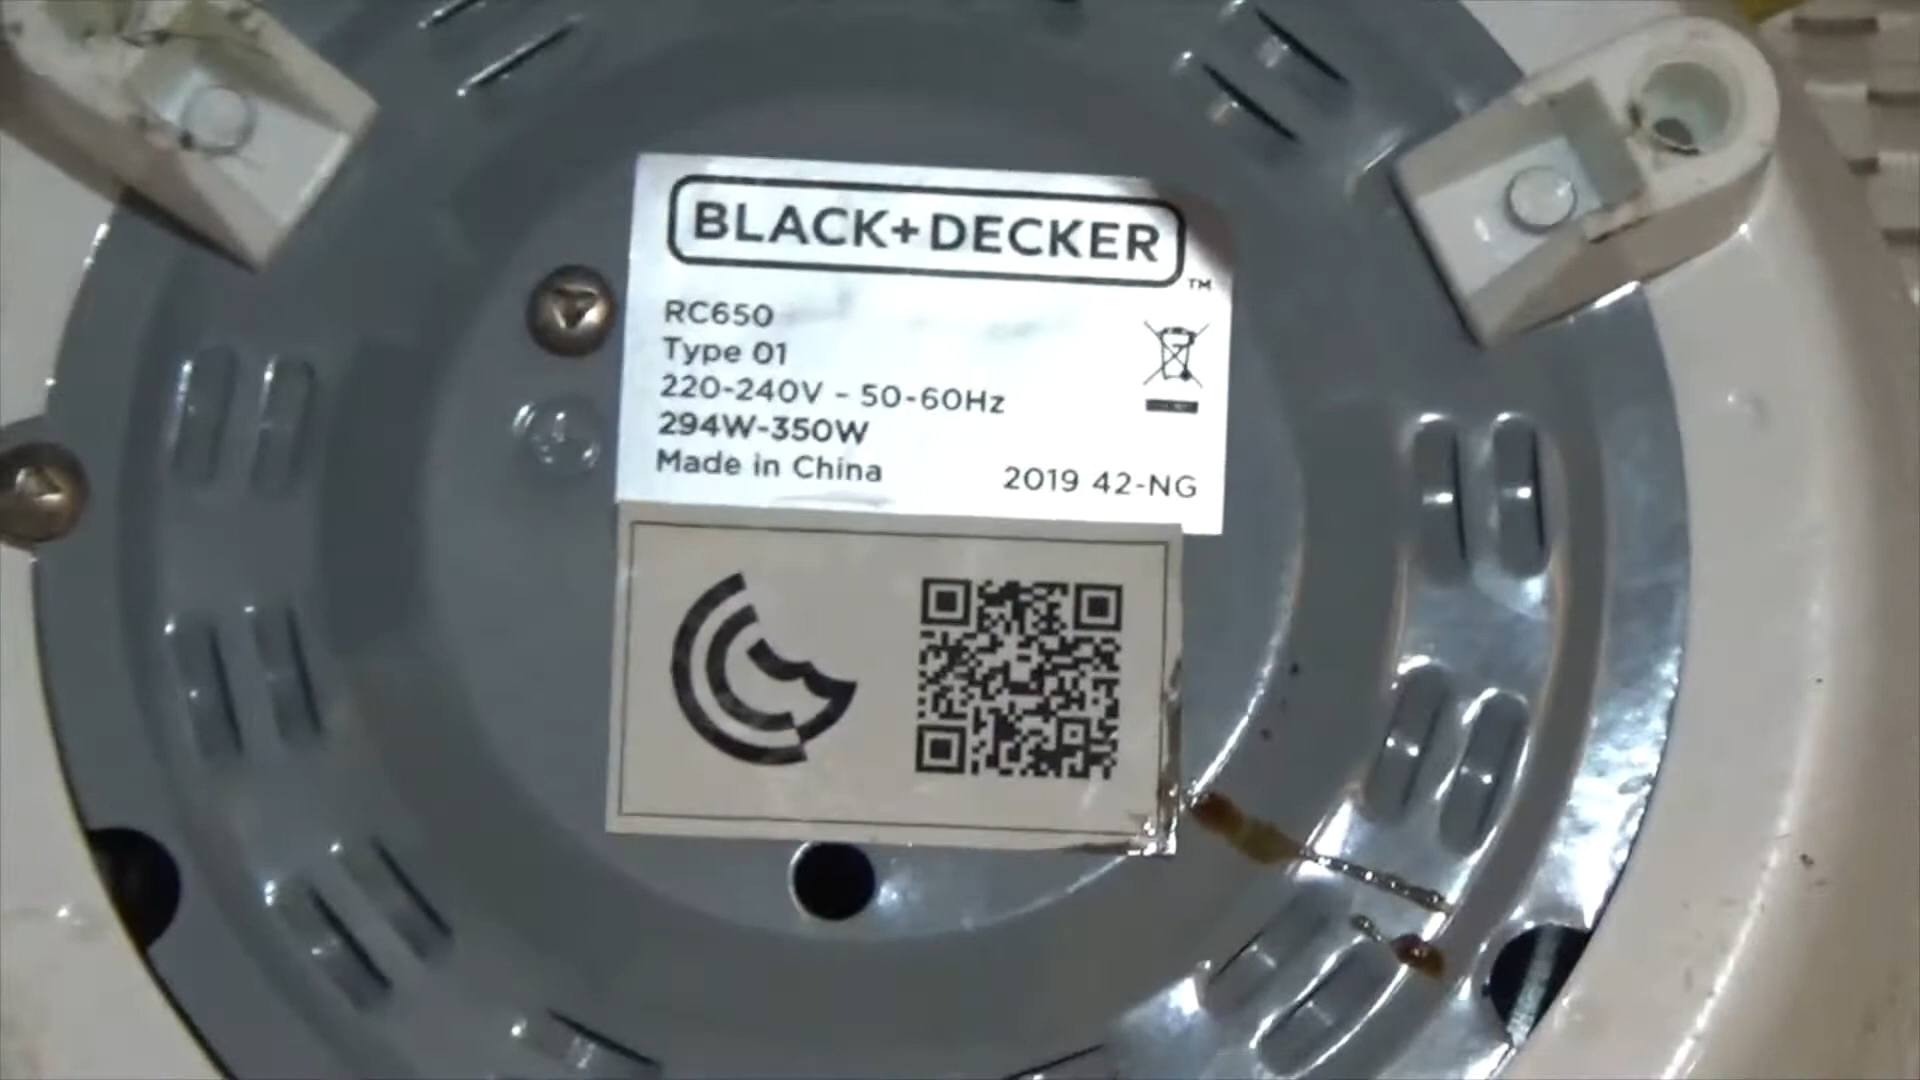 BLACK+DECKER
TM
RC650
Type 01
220-240V - 50-60Hz
294W-350W
Made in China
2019 42-NG